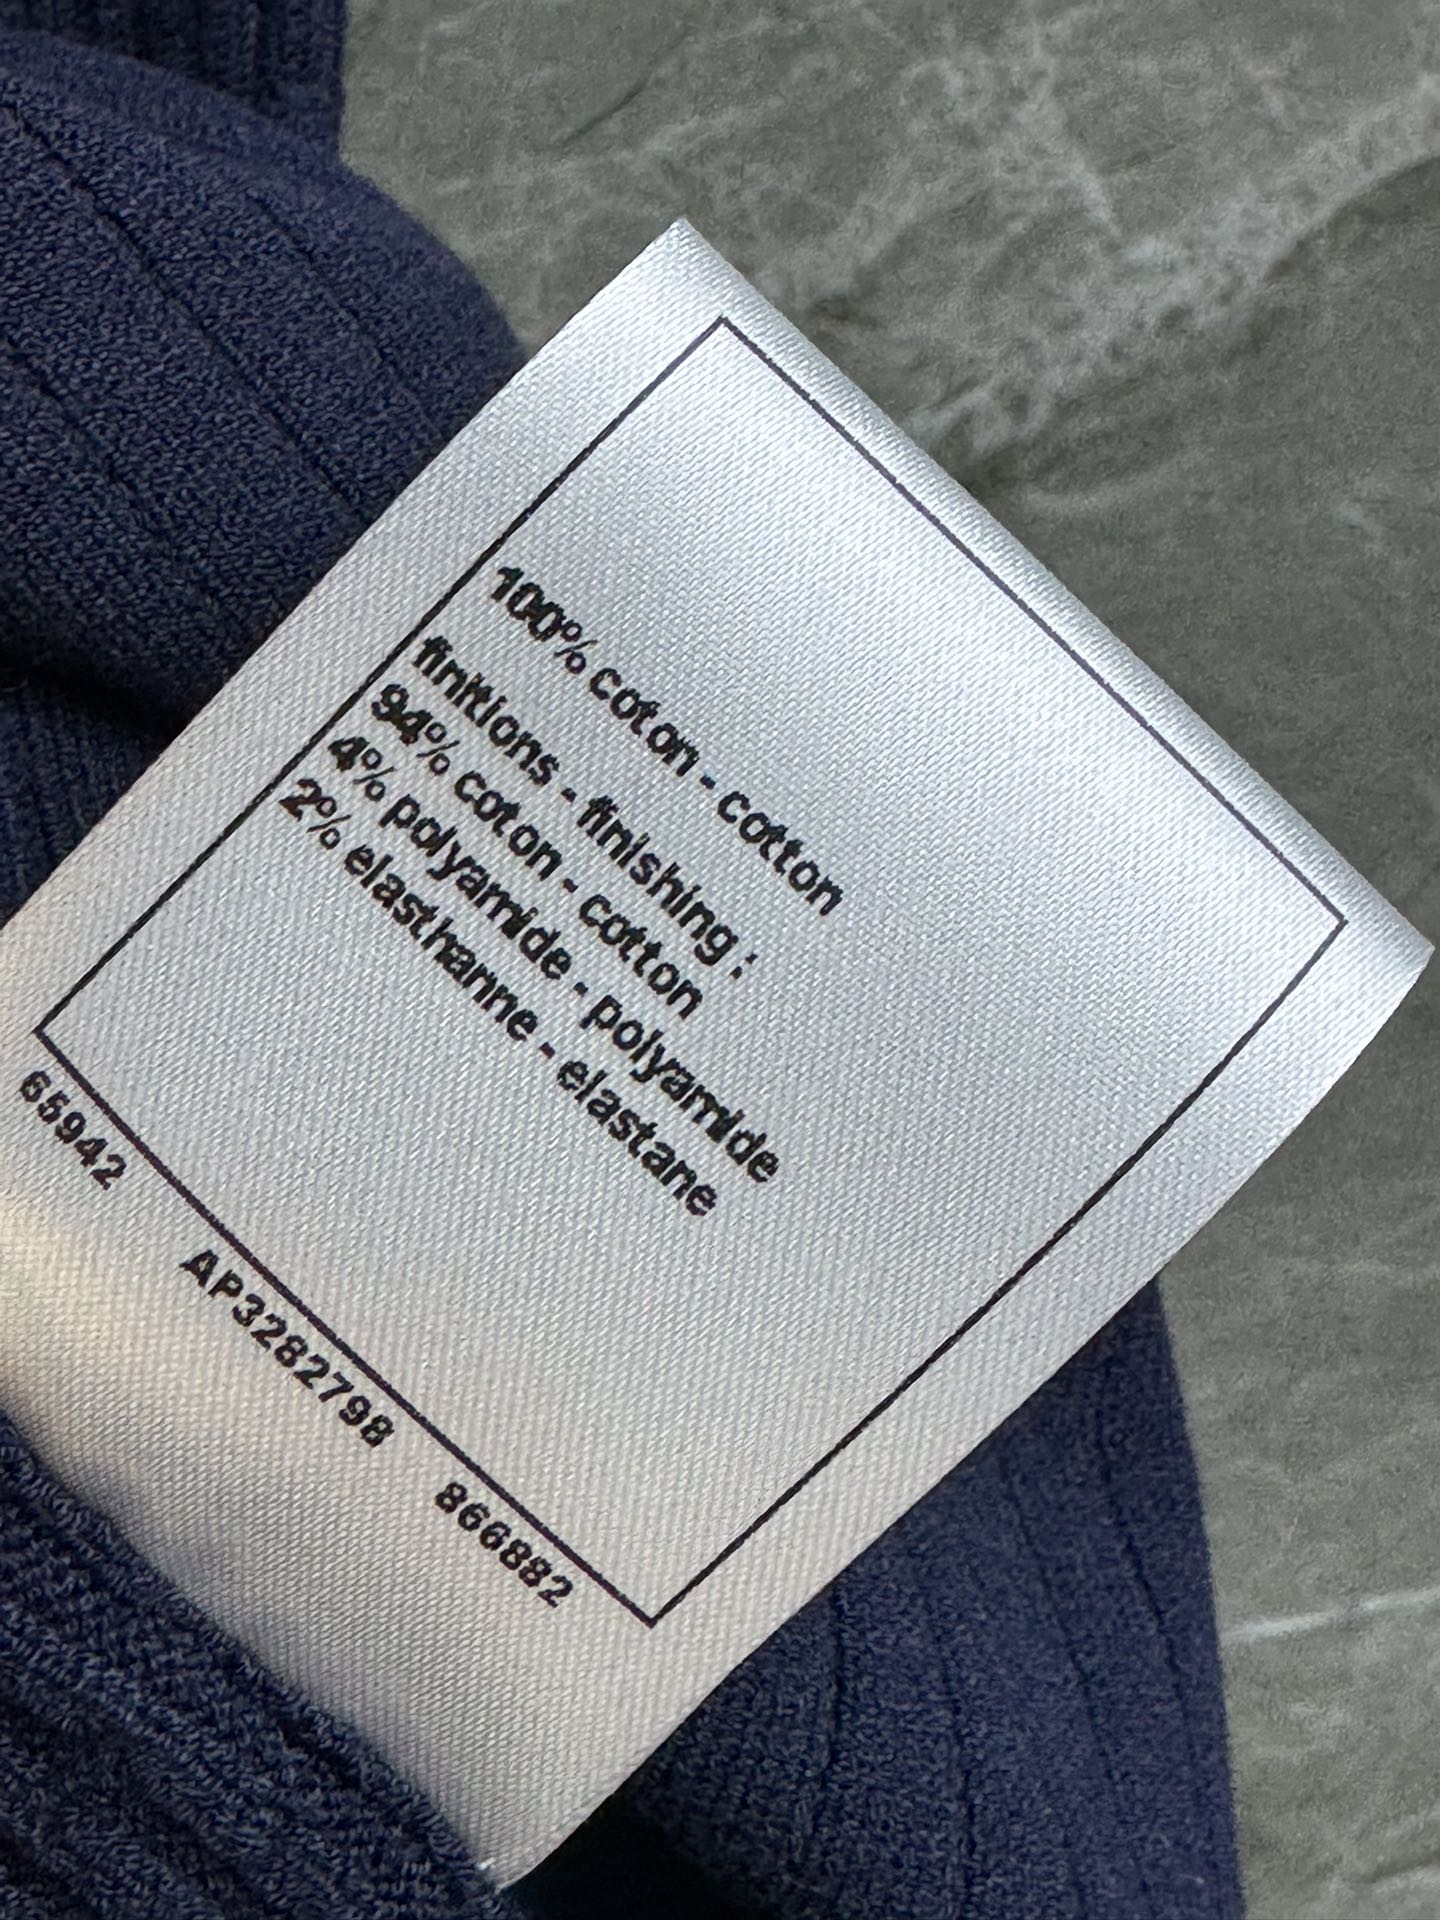 100% coton - cotton
finitions - finishing :
94% coton - cotton
4% polyamide - polyamide
2% elasthanne - elastane
65942 AP3282798 866882